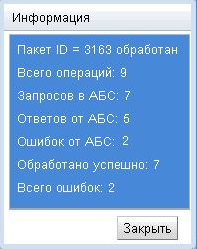 Информация
Пакет ID = 3163 обработан
Всего операций: 9
Запросов в АБС: 7
Ответов от АБС: 5
Ошибок от АБС: 2
Обработано успешно: 7
Всего ошибок: 2
Закрыть